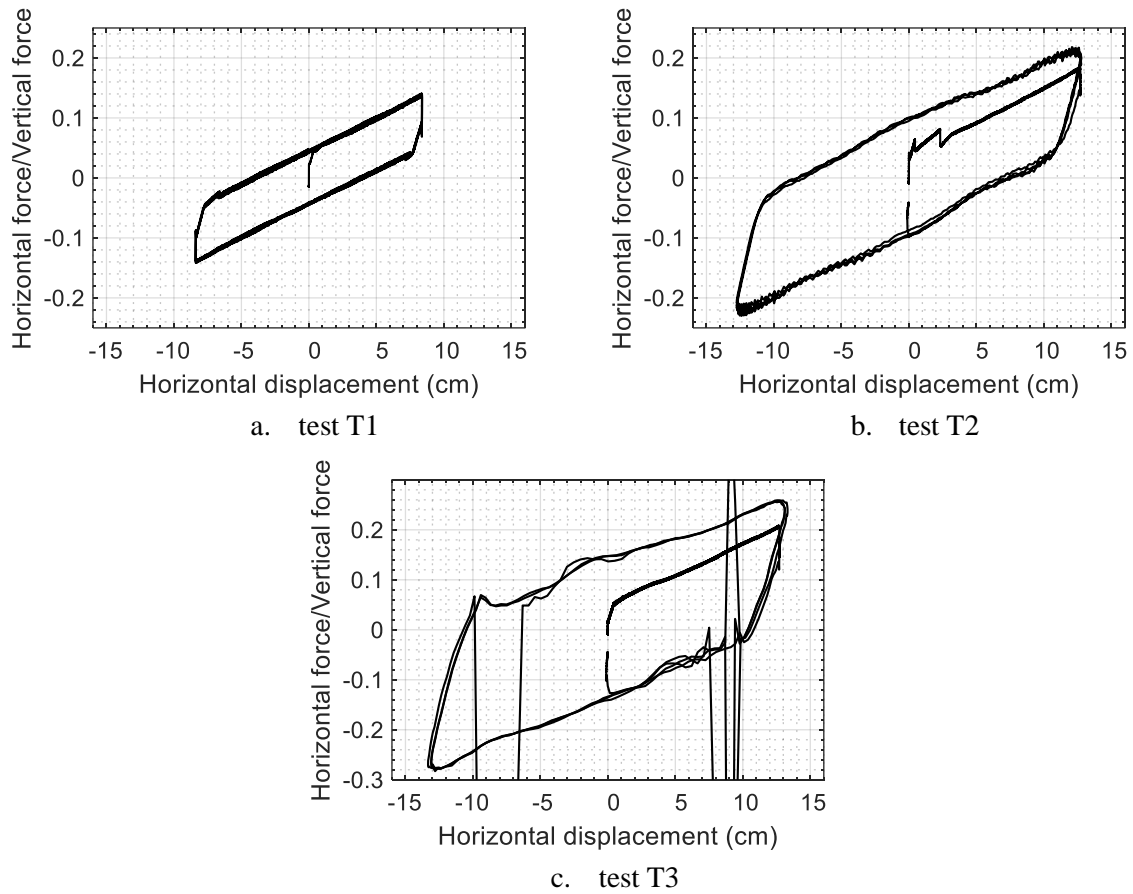 Horizontal force/Vertical force
0.2
0.1
0
-0.1
-0.2
-15 -10 -5 0 5 10 15
Horizontal displacement (cm)
a. test T1
Horizontal force/Vertical force
0.2
0.1
0
-0.1
-0.2
-15 -10 -5 0 5 10 15
Horizontal displacement (cm)
b. test T2
Horizontal force/Vertical force
0.2
0.1
0
-0.1
-0.2
-0.3
-15 -10 -5 0 5 10 15
Horizontal displacement (cm)
c. test T3